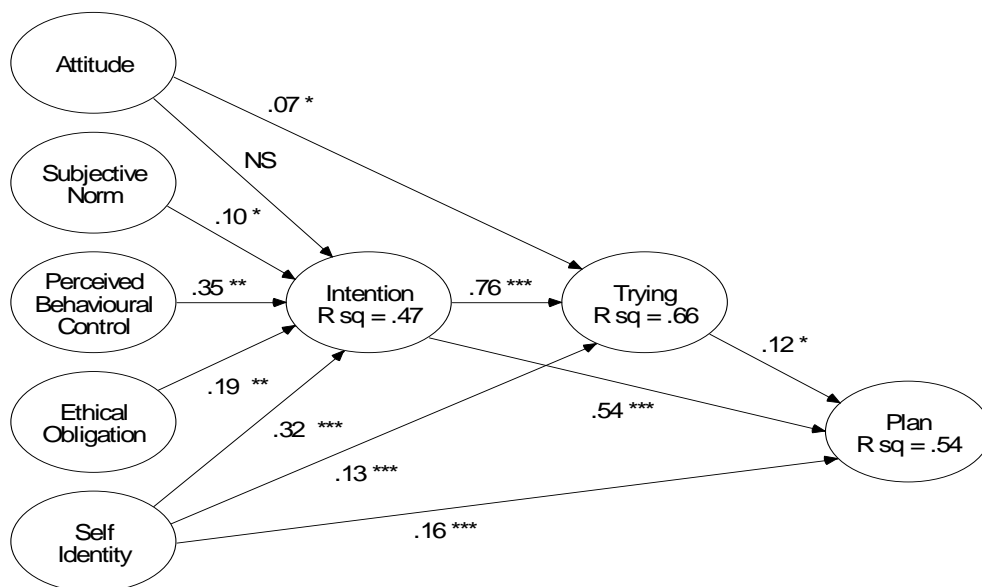 Attitude
.07 *
NS
Subjective
Norm
.10 *
Perceived
Behavioural
Control
.35 **
Intention
R sq = .47
.76 ***
Trying
R sq = .66
.12 *
.19 **
Ethical
Obligation
.32 ***
.54 ***
Plan
R sq = .54
.13 ***
Self
Identity
.16 ***